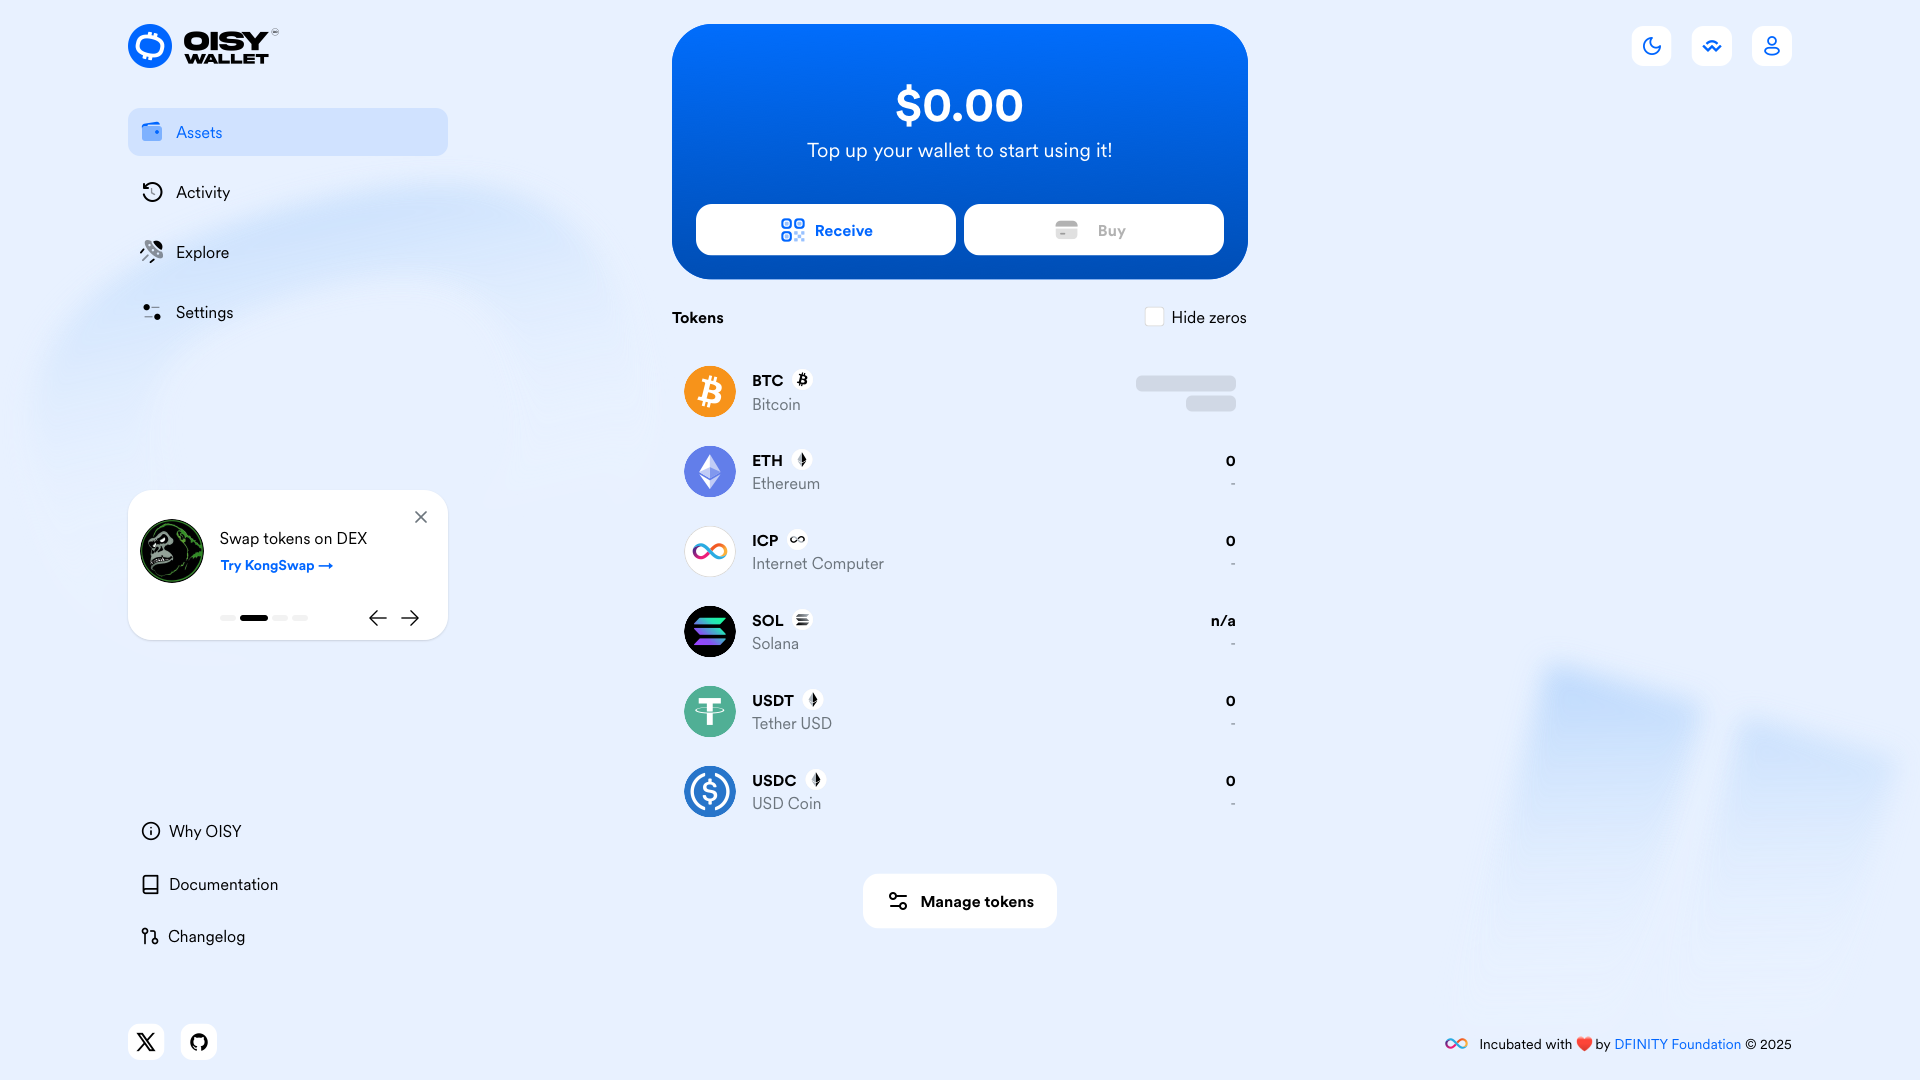 OISY
WALLET
Assets
Activity
Explore
Settings
Swap tokens on DEX
Try KongSwap →
Why OISY
Documentation
Changelog
$0.00
Top up your wallet to start using it!
Receive
Buy
Tokens
Hide zeros
BTC
Bitcoin
ETH
0
Ethereum
-
ICP
0
Internet Computer
-
SOL
n/a
Solana
-
USDT
0
Tether USD
-
USDC
0
USD Coin
-
Manage tokens
Incubated with ❤️ by DFINITY Foundation © 2025